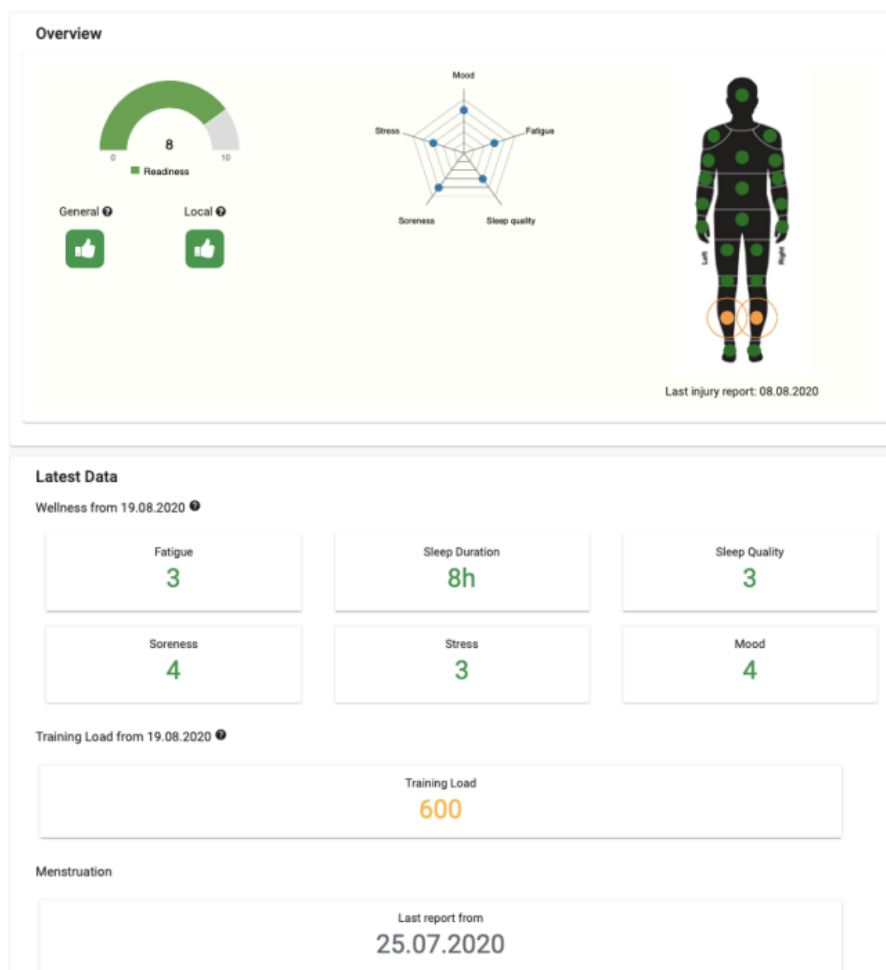 Overview
8
0
10
Readiness
General
Local
Mood
Stress
Fatigue
Soreness
Sleep quality
Left
Right
Last injury report: 08.08.2020
Latest Data
Wellness from 19.08.2020
Fatigue
3
Sleep Duration
8h
Sleep Quality
3
Soreness
4
Stress
3
Mood
4
Training Load from 19.08.2020
Training Load
600
Menstruation
Last report from
25.07.2020